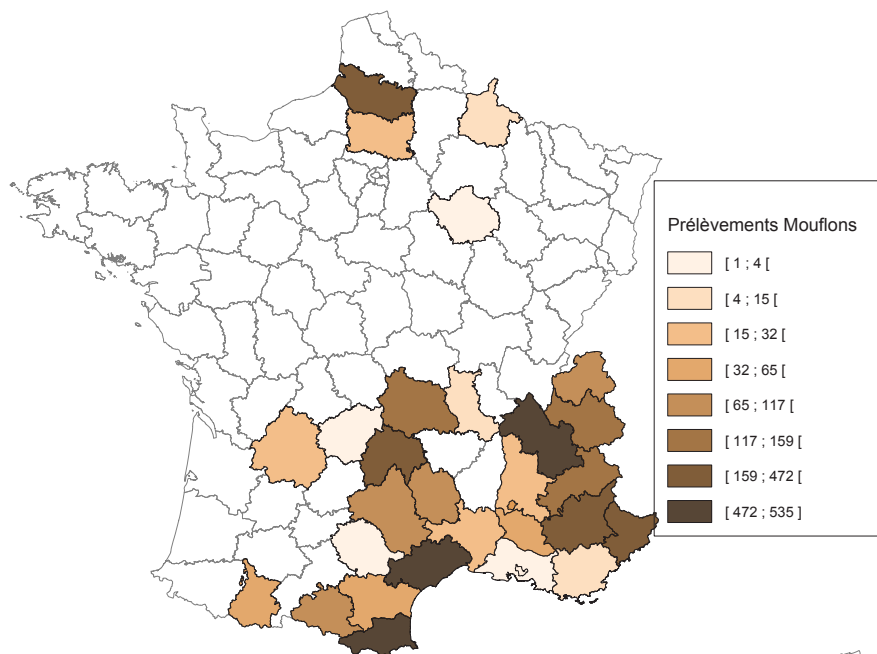 Prélèvements Mouflons
[ 1 ; 4 [
[ 4 ; 15 [
[ 15 ; 32 [
[ 32 ; 65 [
[ 65 ; 117 [
[ 117 ; 159 [
[ 159 ; 472 [
[ 472 ; 535 ]